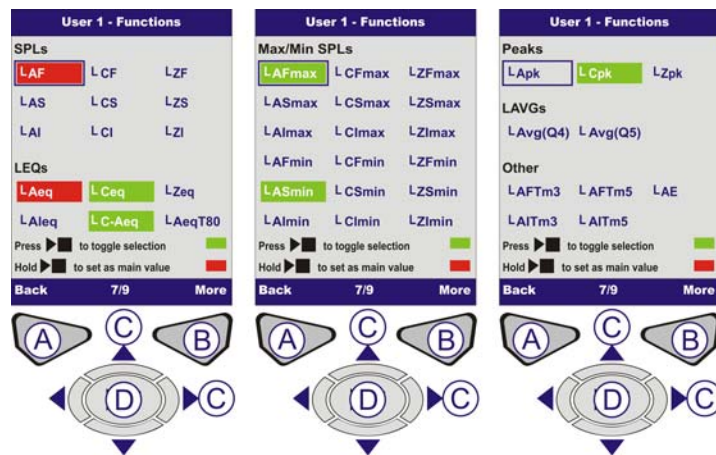 User 1 - Functions
SPLs
LAF LCF LZF
LAS LCS LZS
LAI LCI LZI
LEQs
LAeq LCeq LZeq
LAIeq LC-Aeq LAeqT80
Press to toggle selection
Hold to set as main value
Back 7/9 More
A C B
D C
User 1 - Functions
Max/Min SPLs
LAFmax LCFmax LZFmax
LASmax LCSmax LZSmax
LAImax LCImax LZImax
LAFmin LCFmin LZFmin
LASmin LCSmin LZSmin
LAImin LCImin LZImin
Press to toggle selection
Hold to set as main value
Back 7/9 More
A C B
D C
User 1 - Functions
Peaks
LApk LCpk LZpk
LAVGs
LAvg(Q4) LAvg(Q5)
Other
LAFTm3 LAFTm5 LAE
LAITm3 LAITm5
Press to toggle selection
Hold to set as main value
Back 7/9 More
A C B
D C